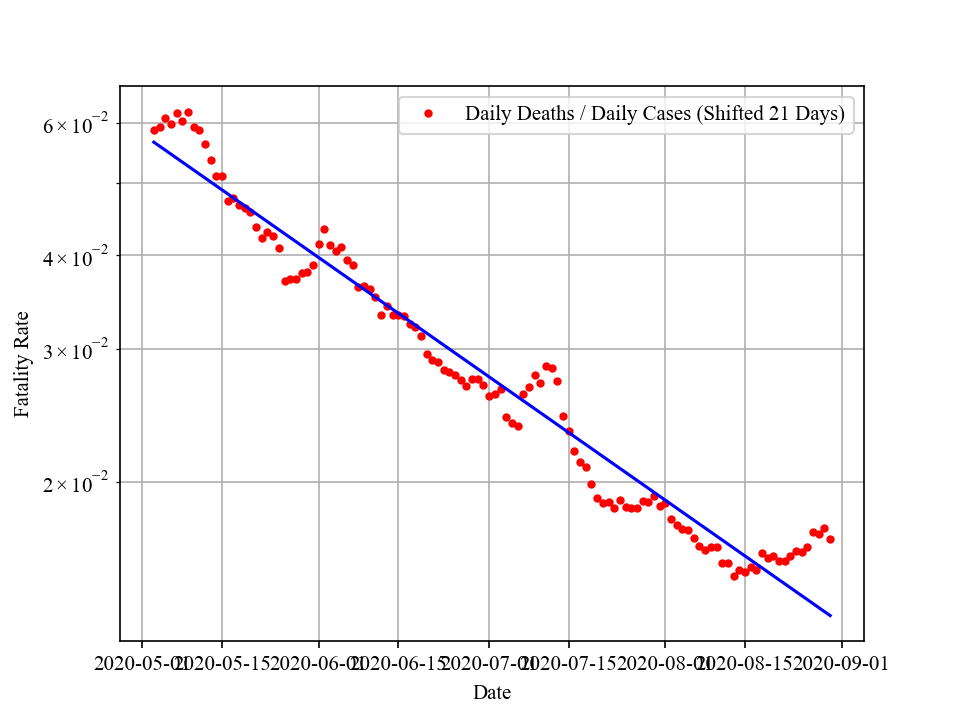 Daily Deaths / Daily Cases (Shifted 21 Days)
6 × 10⁻²
4 × 10⁻²
3 × 10⁻²
2 × 10⁻²
Fatality Rate
2020-05-01 2020-05-15 2020-06-01 2020-06-15 2020-07-01 2020-07-15 2020-08-01 2020-08-15 2020-09-01
Date